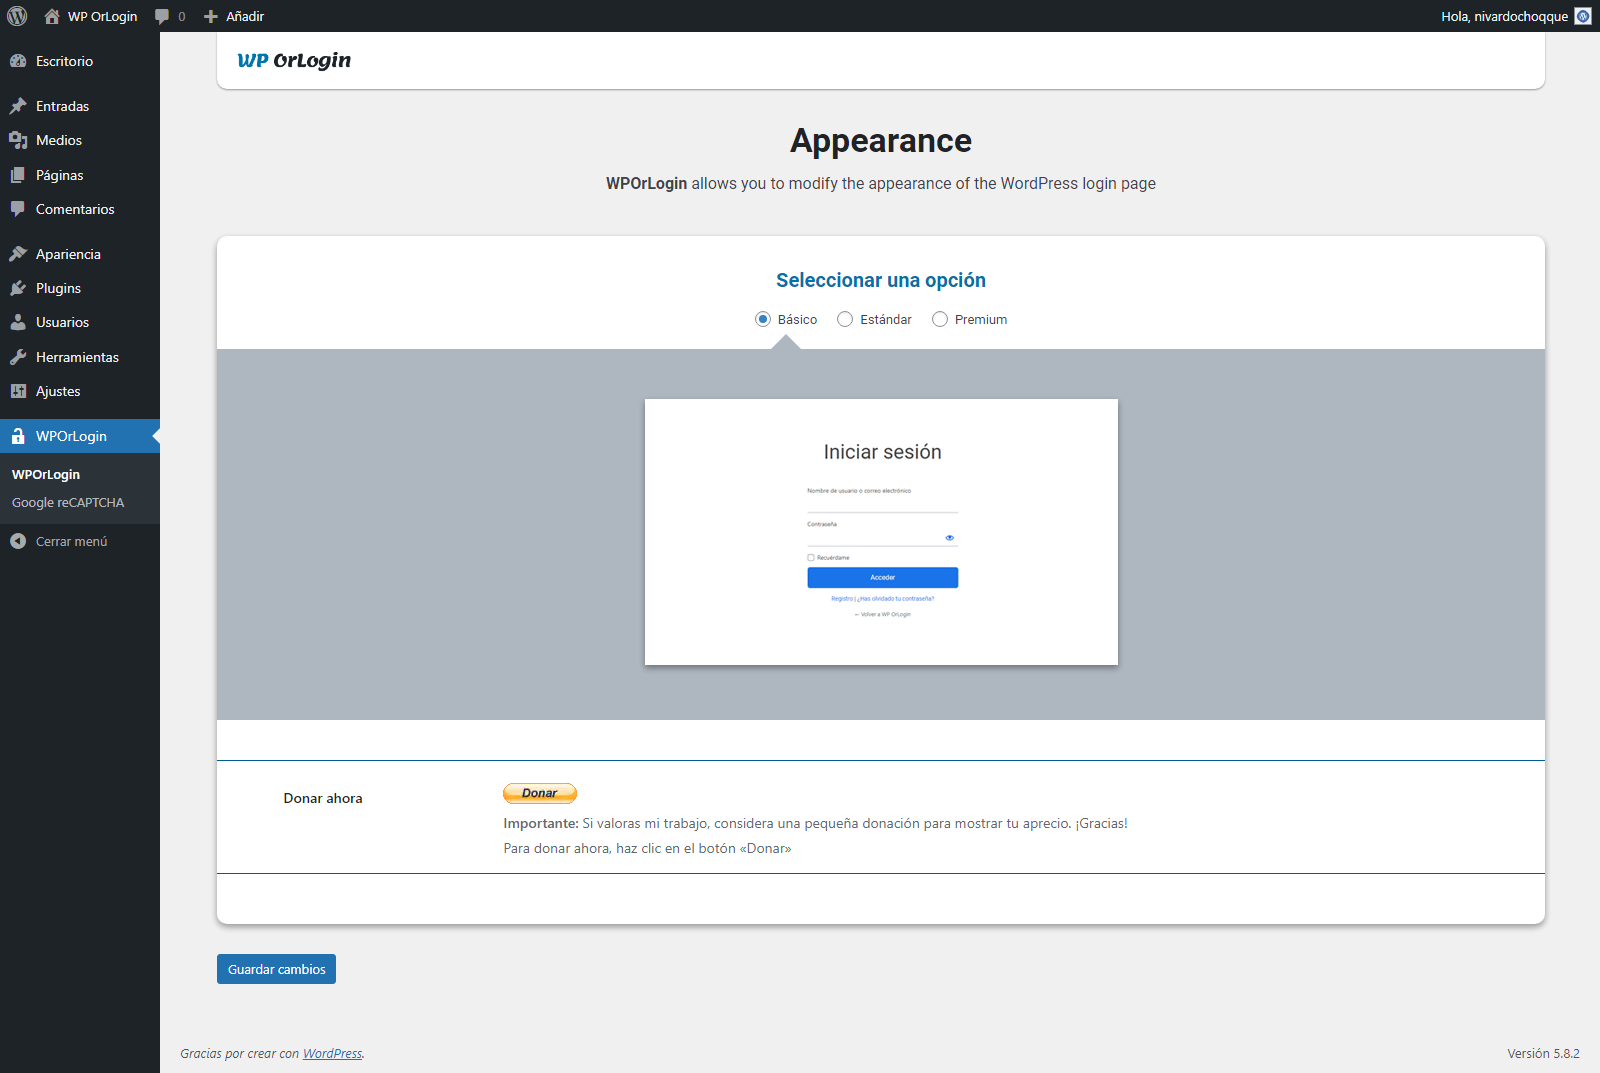 WP OrLogin
0
Añadir
Hola, nivardochoqque
Escritorio
Entradas
Medios
Páginas
Comentarios
Apariencia
Plugins
Usuarios
Herramientas
Ajustes
WPOrLogin
WPOrLogin
Google reCAPTCHA
Cerrar menú
WP OrLogin
Appearance
WPOrLogin allows you to modify the appearance of the WordPress login page
Seleccionar una opción
Básico Estándar Premium
Iniciar sesión
Nombre de usuario o correo electrónico
Contraseña
Recuérdame
Acceder
Registro | ¿Has olvidado tu contraseña?
← Volver a WP OrLogin
Donar ahora
Donar
Importante: Si valoras mi trabajo, considera una pequeña donación para mostrar tu aprecio. ¡Gracias!
Para donar ahora, haz clic en el botón «Donar»
Guardar cambios
Gracias por crear con WordPress.
Versión 5.8.2